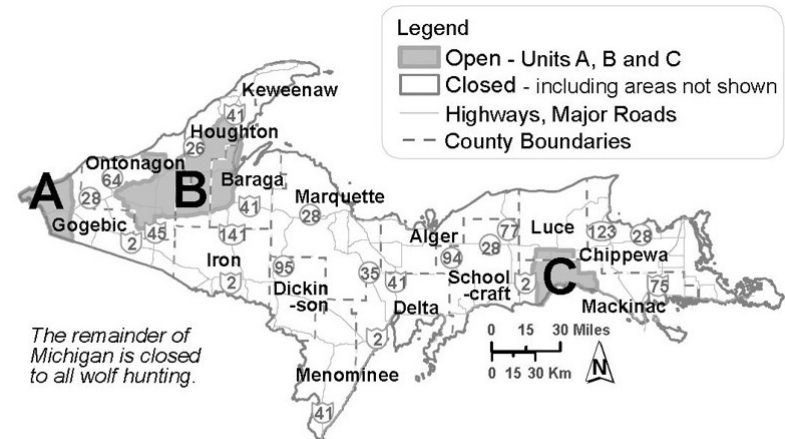 Legend
Open - Units A, B and C
Closed - including areas not shown
Highways, Major Roads
County Boundaries
Keweenaw
41
Houghton
26
Ontonagon
64
A
28
B
Baraga
41
Marquette
28
Gogebic
2
45
141
Iron
2
95
Dickin
-son
35
41
Alger
94
28
77
Luce
123
28
Chippewa
School
-craft
2
C
75
Mackinac
Delta
2
Menominee
41
The remainder of
Michigan is closed
to all wolf hunting.
0 15 30 Miles
0 15 30 Km
N